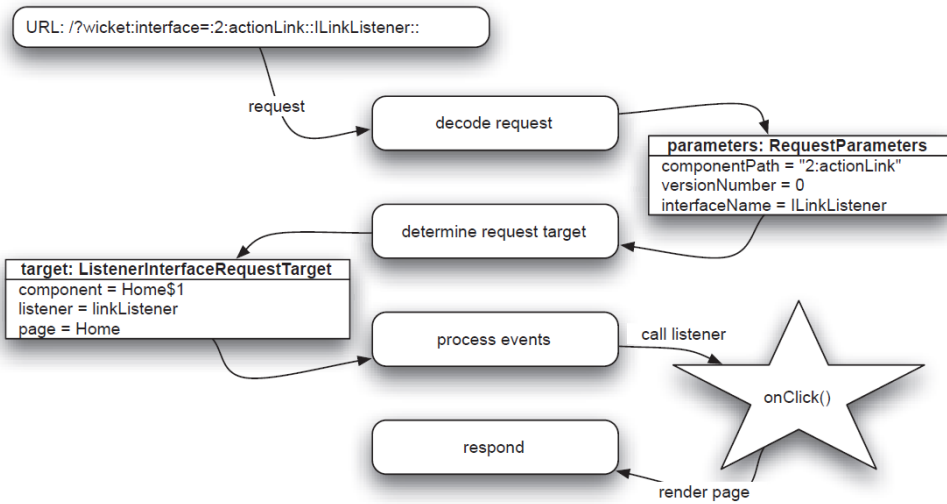 URL: /?wicket:interface=:2:actionLink::ILinkListener::
request
decode request
parameters: RequestParameters
componentPath = "2:actionLink"
versionNumber = 0
interfaceName = ILinkListener
determine request target
target: ListenerInterfaceRequestTarget
component = Home$1
listener = linkListener
page = Home
process events
call listener
onClick()
respond
render page